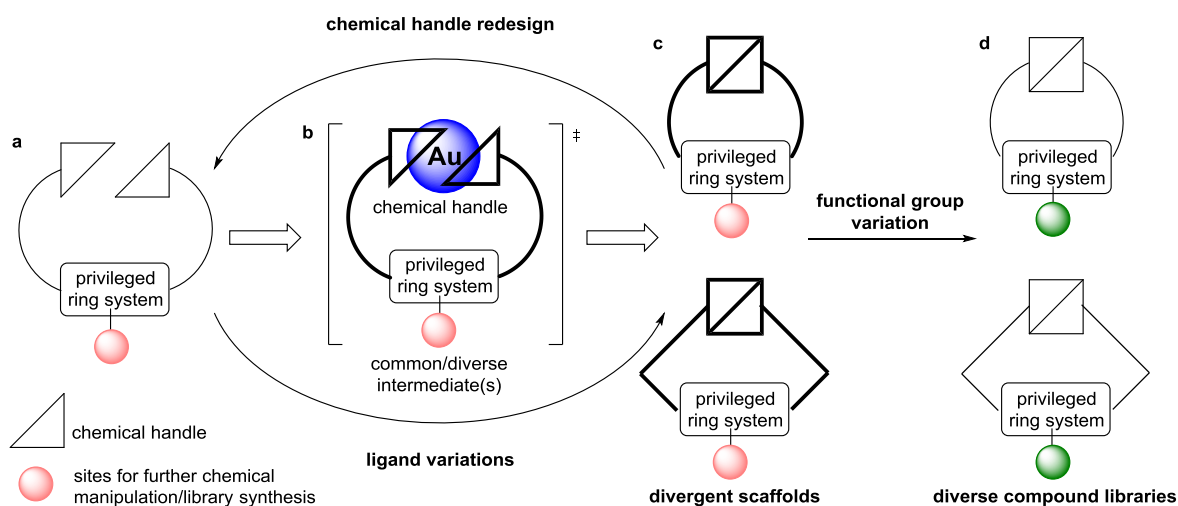 chemical handle redesign
a
b
Au
chemical handle
privileged
ring system
common/diverse
intermediate(s)
‡
privileged
ring system
chemical handle
sites for further chemical
manipulation/library synthesis
ligand variations
c
privileged
ring system
functional group
variation
privileged
ring system
divergent scaffolds
d
privileged
ring system
privileged
ring system
diverse compound libraries